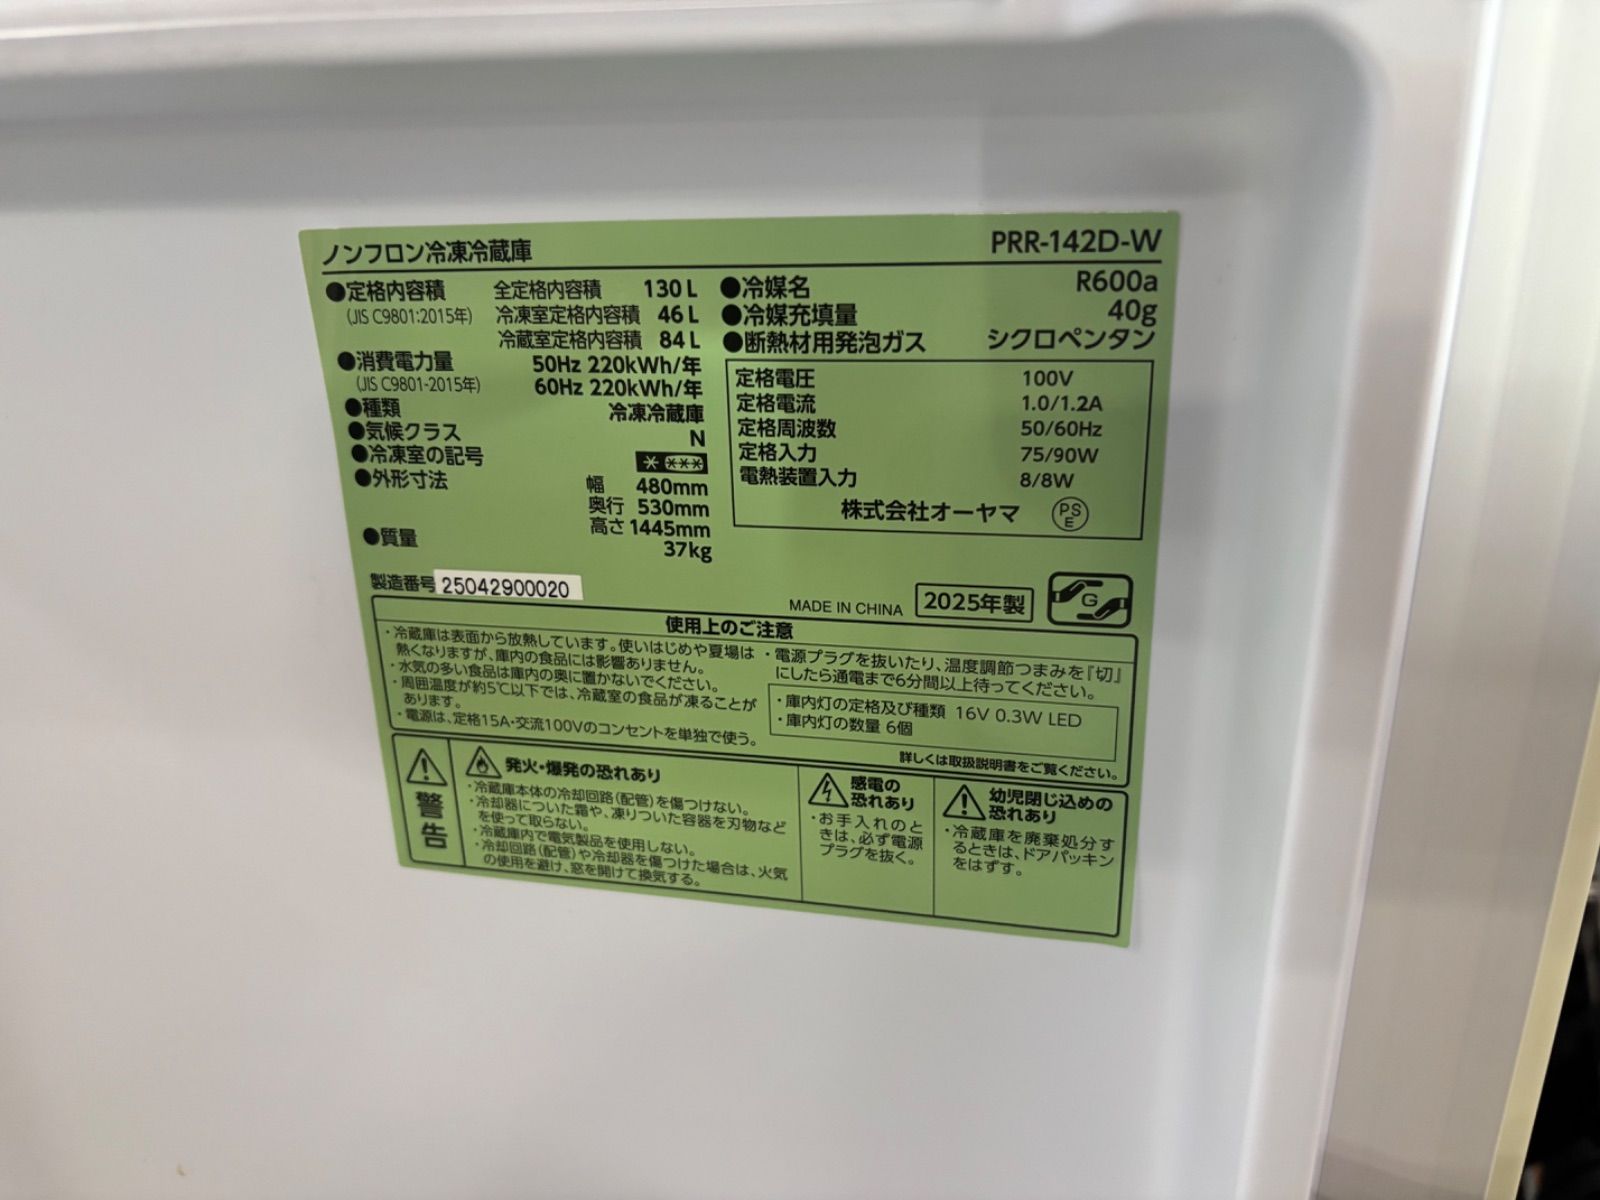 ノンフロン冷凍冷蔵庫 PRR-142D-W
●定格内容積 全定格内容積 130L
(JIS C9801:2015年) 冷凍室定格内容積 46L
冷蔵室定格内容積 84L
●消費電力量 50Hz 220kWh/年
(JIS C9801-2015年) 60Hz 220kWh/年
●種類 冷凍冷蔵庫
●気候クラス N
●冷凍室の記号 * ***
●外形寸法 幅 480mm
奥行 530mm
高さ 1445mm
●質量 37kg
●冷媒名 R600a
●冷媒充填量 40g
●断熱材用発泡ガス シクロペンタン
定格電圧 100V
定格電流 1.0/1.2A
定格周波数 50/60Hz
定格入力 75/90W
電熱装置入力 8/8W
株式会社オーヤマ PSE
製造番号 25042900020
MADE IN CHINA 2025年製 G
使用上のご注意
・冷蔵庫は表面から放熱しています。使いはじめや夏場は
熱くなりますが、庫内の食品には影響ありません。
・水気の多い食品は庫内の奥に置かないでください。
・周囲温度が約5℃以下では、冷蔵室の食品が凍ることが
あります。
・電源は、定格15A・交流100Vのコンセントを単独で使う。
・電源プラグを抜いたり、温度調節つまみを『切』
にしたら通電まで6分間以上待ってください。
・庫内灯の定格及び種類 16V 0.3W LED
・庫内灯の数量 6個
詳しくは取扱説明書をご覧ください。
警告
発火・爆発の恐れあり
・冷蔵庫本体の冷却回路(配管)を傷つけない。
・冷却器についた霜や、凍りついた容器を刃物など
を使って取らない。
・冷蔵庫内で電気製品を使用しない。
・冷却回路(配管)や冷却器を傷つけた場合は、火気
の使用を避け、窓を開けて換気する。
感電の
恐れあり
・お手入れのと
きは、必ず電源
プラグを抜く。
幼児閉じ込めの
恐れあり
・冷蔵庫を廃棄処分す
るときは、ドアパッキン
をはずす。